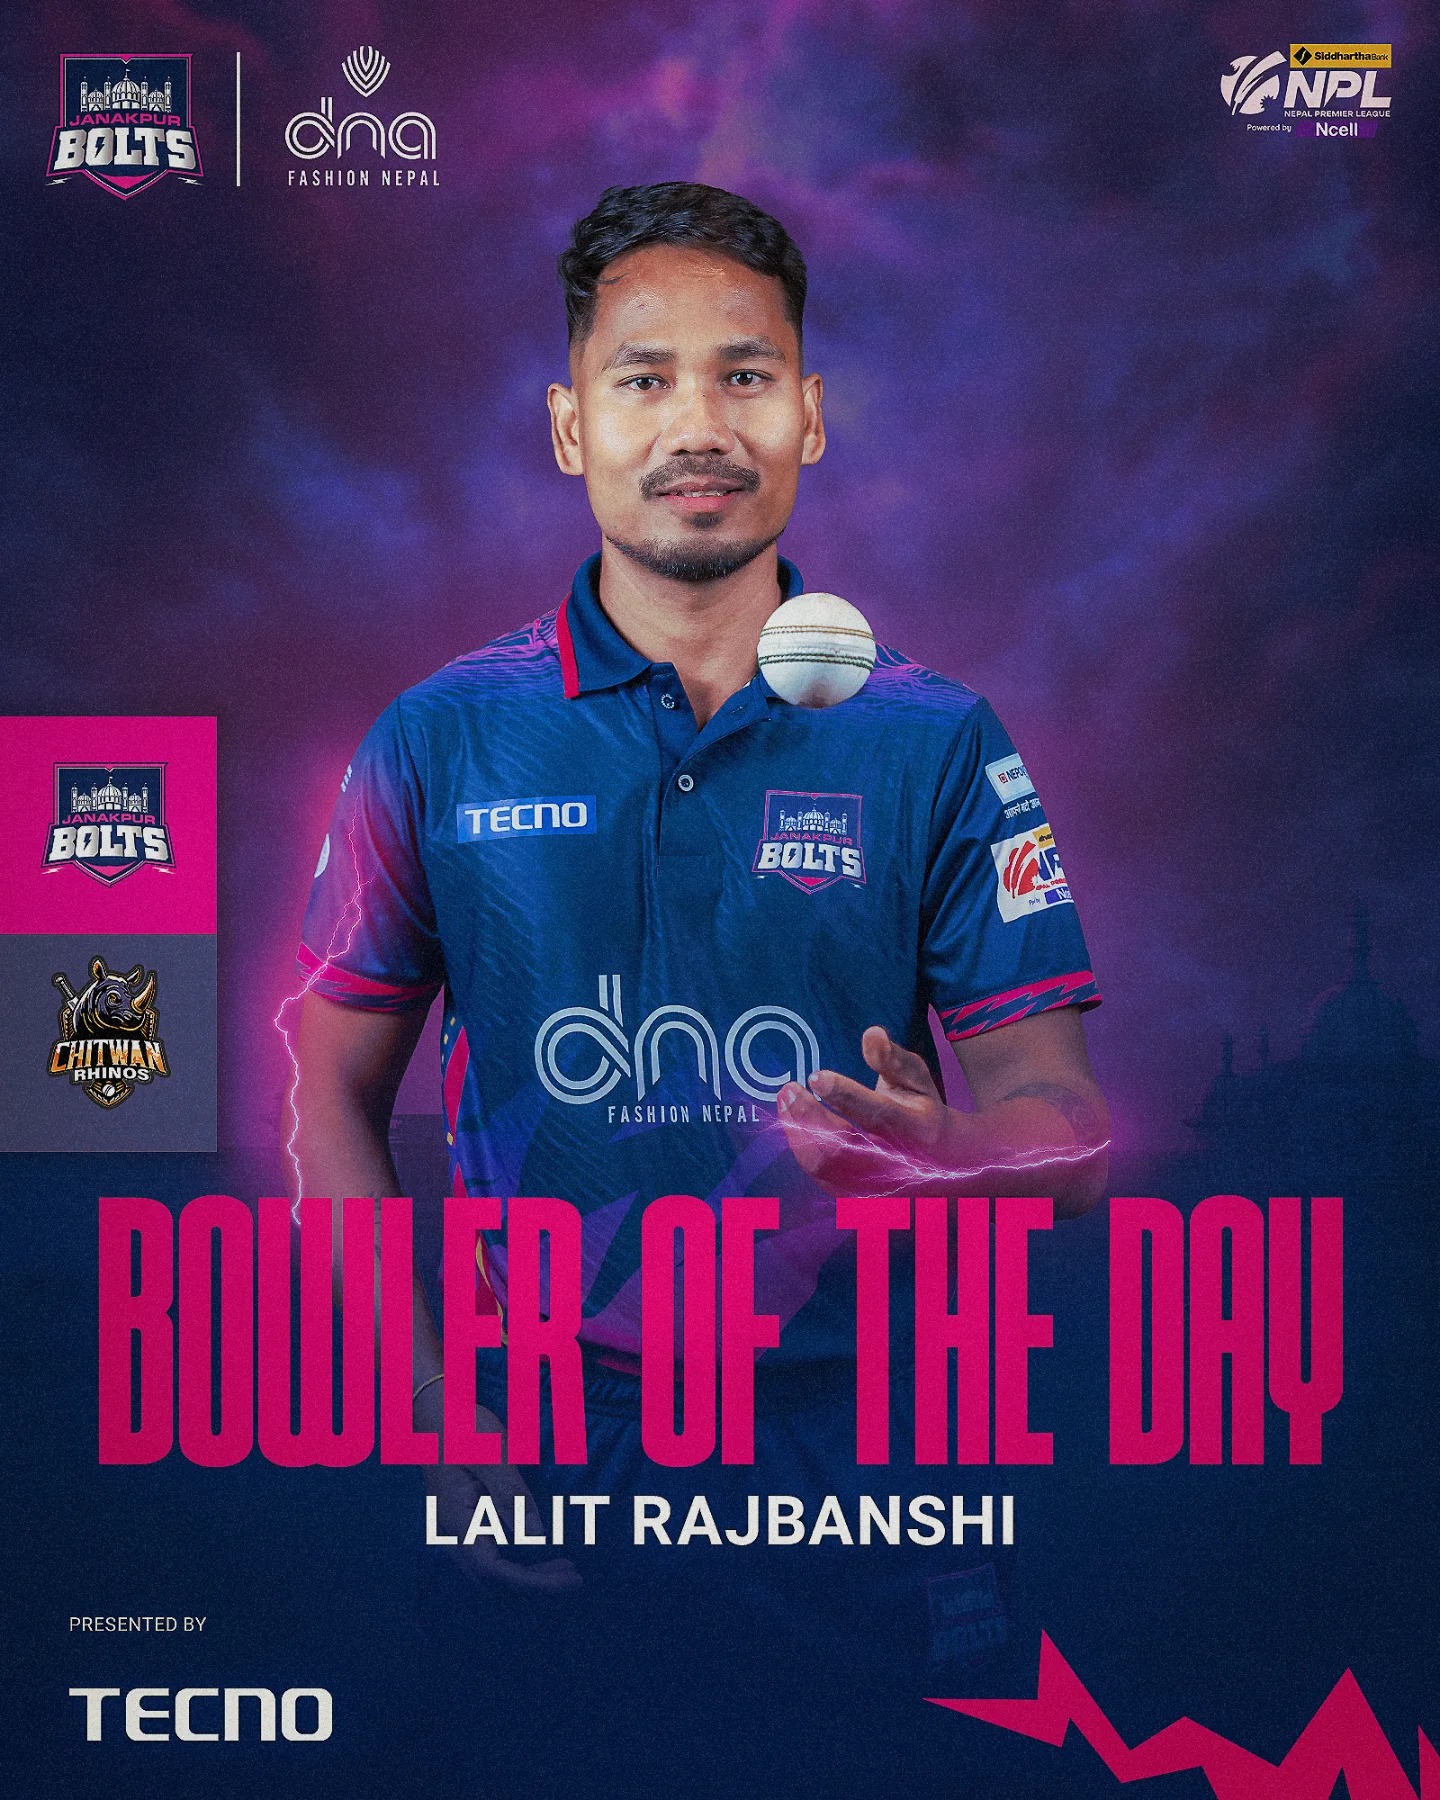 JANAKPUR
BOLTS
dna
FASHION NEPAL
SiddharthaBank
NPL
NEPAL PREMIER LEAGUE
Powered by Ncell
TECNO
JANAKPUR
BOLTS
JANAKPUR
BOLTS
CHITWAN
RHINOS
dna
FASHION NEPAL
BOWLER OF THE DAY
LALIT RAJBANSHI
PRESENTED BY
TECNO